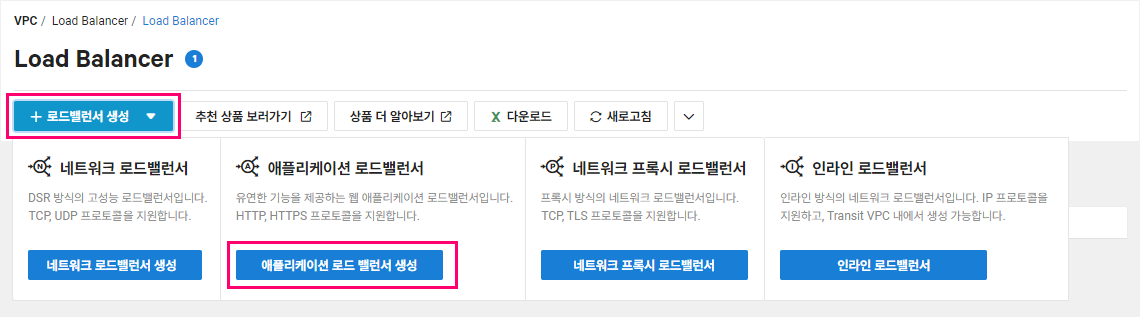 VPC / Load Balancer / Load Balancer
Load Balancer 1
+ 로드밸런서 생성
추천 상품 보러가기
상품 더 알아보기
X 다운로드
새로고침
N 네트워크 로드밸런서
DSR 방식의 고성능 로드밸런서입니다.
TCP, UDP 프로토콜을 지원합니다.
네트워크 로드밸런서 생성
A 애플리케이션 로드밸런서
유연한 기능을 제공하는 웹 애플리케이션 로드밸런서입니다.
HTTP, HTTPS 프로토콜을 지원합니다.
애플리케이션 로드 밸런서 생성
P 네트워크 프록시 로드밸런서
프록시 방식의 네트워크 로드밸런서입니다.
TCP, TLS 프로토콜을 지원합니다.
네트워크 프록시 로드밸런서
I 인라인 로드밸런서
인라인 방식의 네트워크 로드밸런서입니다. IP 프로토콜을
지원하고, Transit VPC 내에서 생성 가능합니다.
인라인 로드밸런서